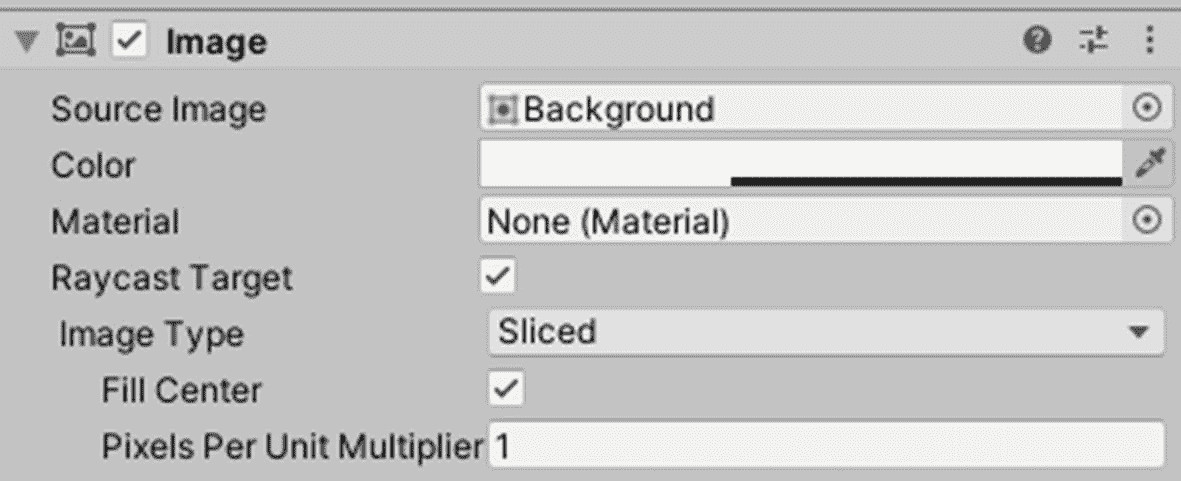 Image
Source Image Background
Color
Material None (Material)
Raycast Target
Image Type Sliced
Fill Center
Pixels Per Unit Multiplier 1